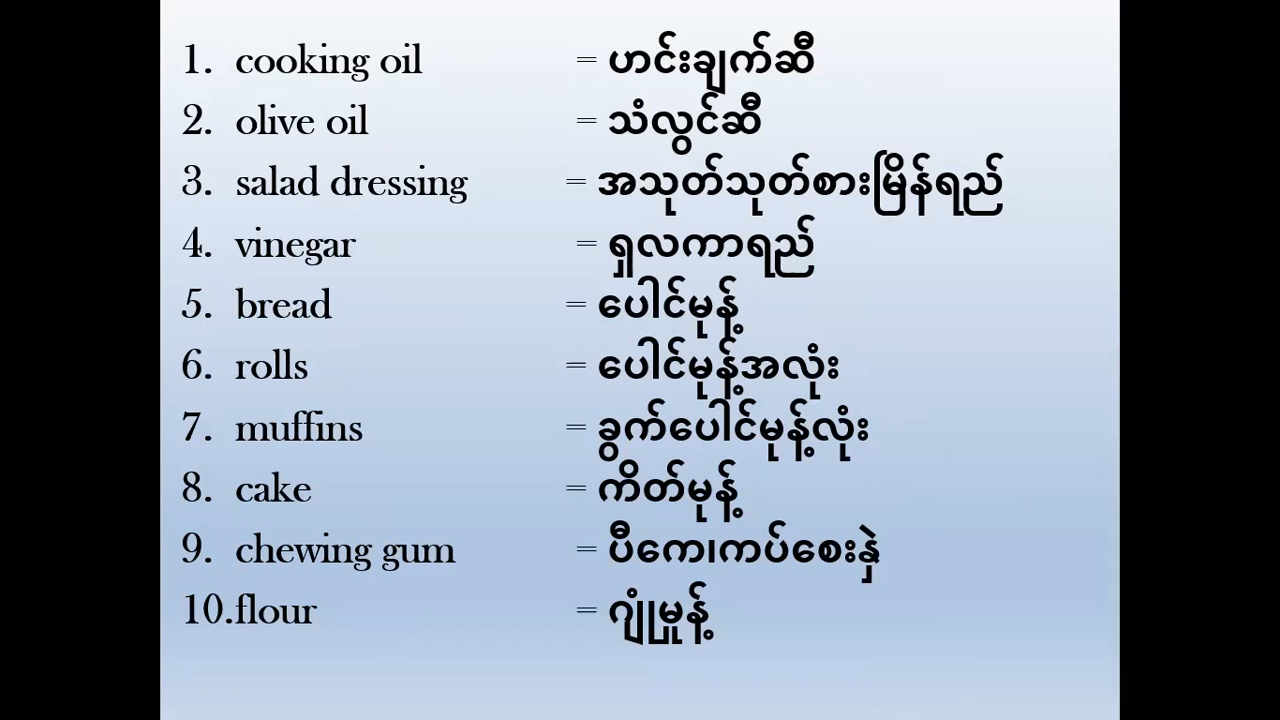 1. cooking oil = ဟင်းချက်ဆီ
2. olive oil = သံလွင်ဆီ
3. salad dressing = အသုတ်သုတ်စားမြိန်ရည်
4. vinegar = ရှလကာရည်
5. bread = ပေါင်မုန့်
6. rolls = ပေါင်မုန့်အလုံး
7. muffins = ခွက်ပေါင်မုန့်လုံး
8. cake = ကိတ်မုန့်
9. chewing gum = ပီကေ၊ကပ်စေးနှဲ
10.flour = ဂျုံမှုန့်